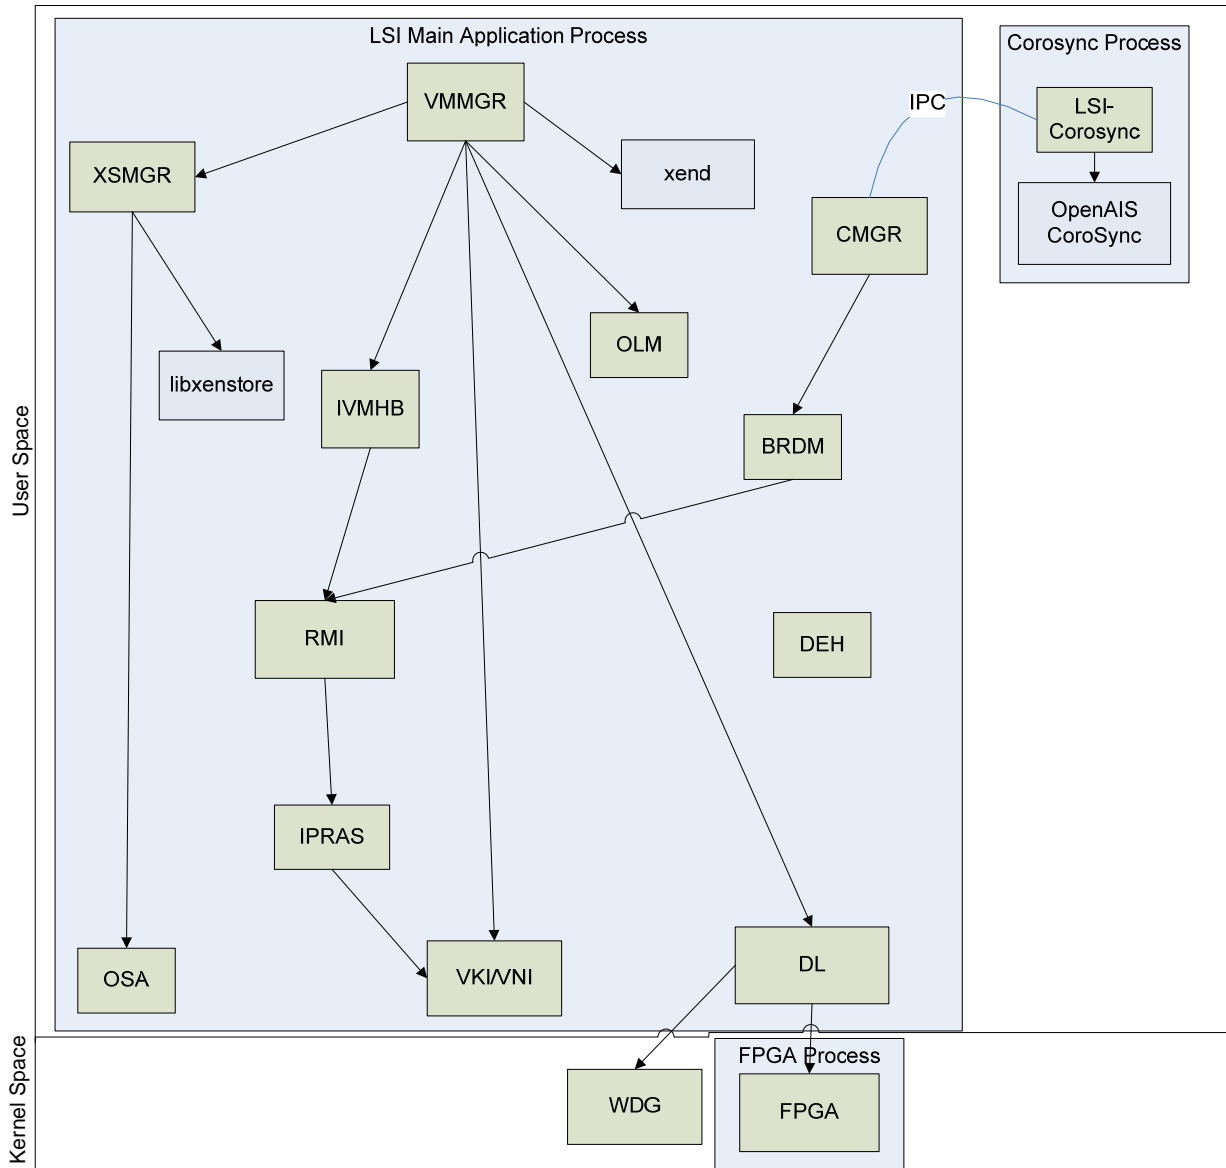 LSI Main Application Process
Corosync Process
VMMGR
IPC
LSI-
Corosync
XSMGR
xend
OpenAIS
CoroSync
CMGR
OLM
libxenstore
IVMHB
BRDM
User Space
RMI
DEH
IPRAS
OSA
VKI/VNI
DL
Kernel Space
FPGA Process
WDG
FPGA